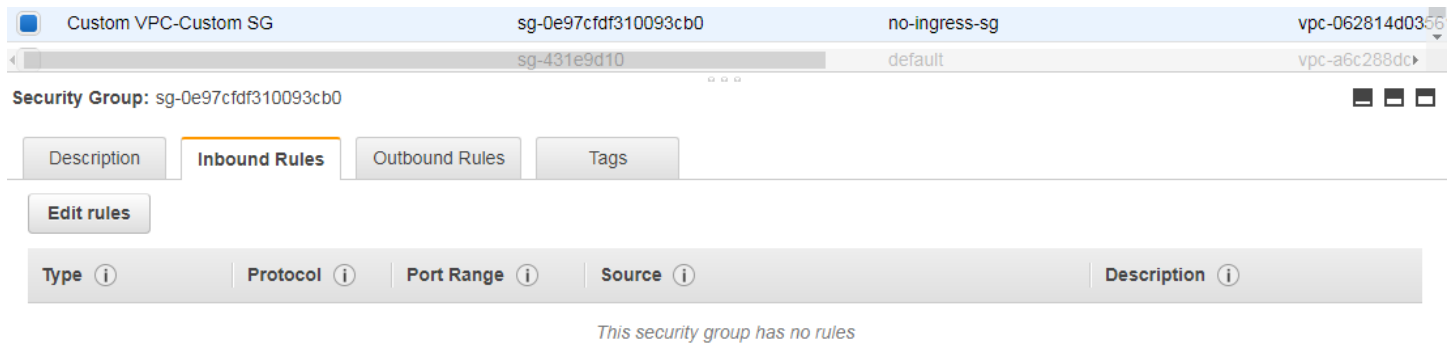 Custom VPC-Custom SG sg-0e97cfdf310093cb0 no-ingress-sg vpc-062814d0356
sg-431e9d10 default vpc-a6c288dc
Security Group: sg-0e97cfdf310093cb0
Description Inbound Rules Outbound Rules Tags
Edit rules
Type i Protocol i Port Range i Source i Description i
This security group has no rules